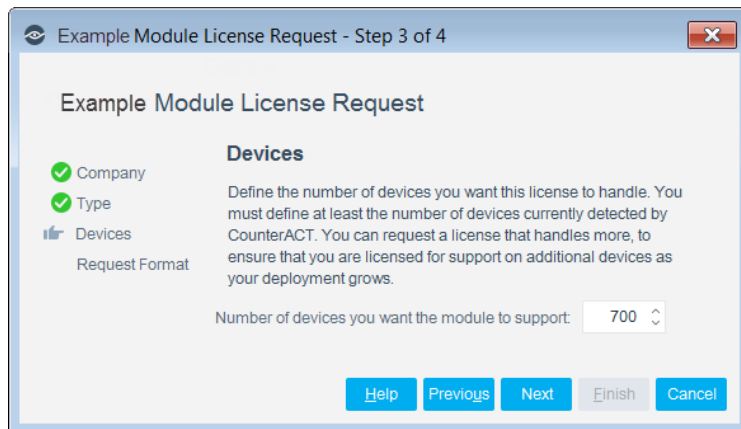 Example Module License Request - Step 3 of 4
Example Module License Request
Company
Type
Devices
Request Format
Devices
Define the number of devices you want this license to handle. You
must define at least the number of devices currently detected by
CounterACT. You can request a license that handles more, to
ensure that you are licensed for support on additional devices as
your deployment grows.
Number of devices you want the module to support: 700
Help Previous Next Finish Cancel